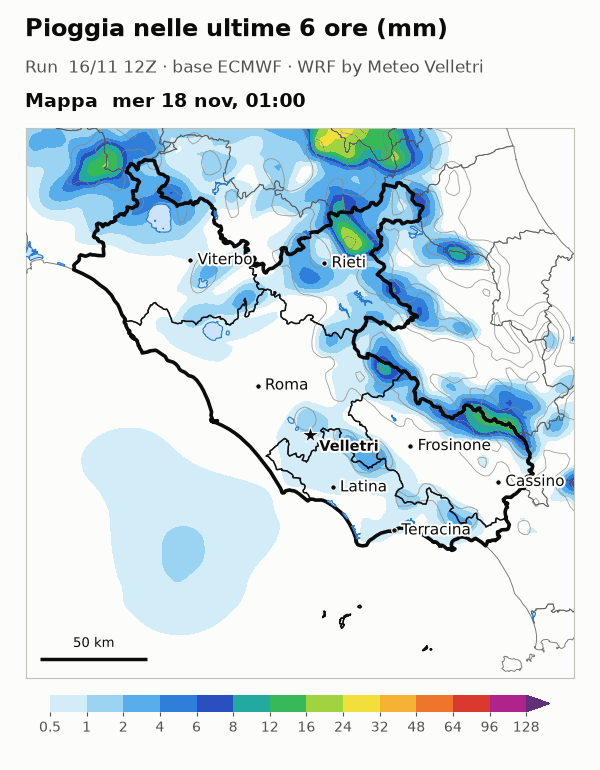 Pioggia nelle ultime 6 ore (mm)
Run  16/11 12Z · base ECMWF · WRF by Meteo Velletri
Mappa  mer 18 nov, 01:00
Viterbo
Rieti
Roma
Velletri
Frosinone
Cassino
Latina
Terracina
50 km
0.5 1 2 4 6 8 12 16 24 32 48 64 96 128